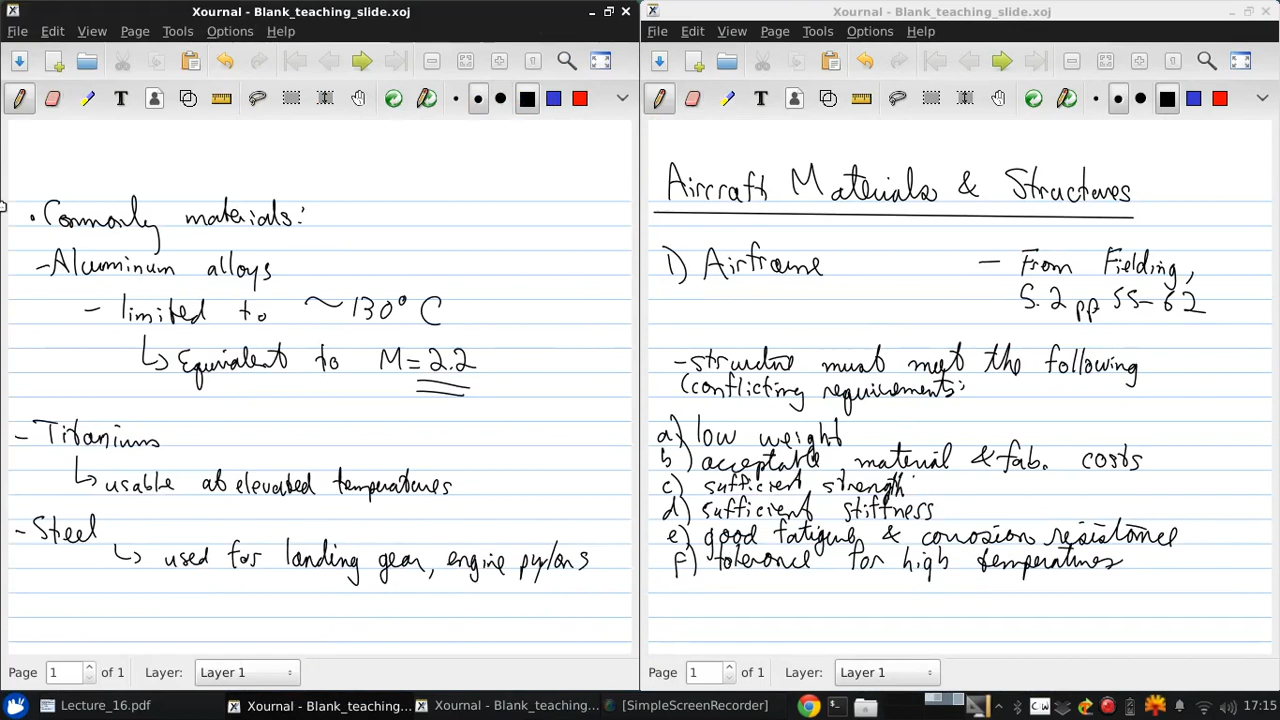 Xournal - Blank_teaching_slide.xoj
File Edit View Page Tools Options Help
Commonly materials:
- Aluminum alloys
- limited to ~130° C
Equivalent to M = 2.2
- Titaniums
usable at elevated temperatures
- Steel
used for landing gear, engine pylons
Page 1 of 1 Layer: Layer 1
Xournal - Blank_teaching_slide.xoj
File Edit View Page Tools Options Help
Aircraft Materials & Structures
1) Airframe
- From Fielding,
5.2 pp 55-62
- structure must meet the following
(conflicting requirements:
a) low weight
b) acceptable material & fab. costs
c) sufficient strength
d) sufficient stiffness
e) good fatigue & corrosion resistance
f) tolerance for high temperatures
Page 1 of 1 Layer: Layer 1
Lecture_16.pdf Xournal - Blank_teaching_... Xournal - Blank_teaching_... [SimpleScreenRecorder] 17:15